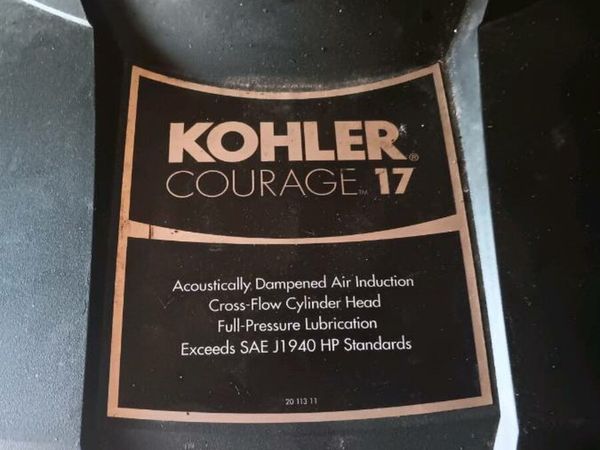 KOHLER®
COURAGE™ 17
Acoustically Dampened Air Induction
Cross-Flow Cylinder Head
Full-Pressure Lubrication
Exceeds SAE J1940 HP Standards
20 113 11